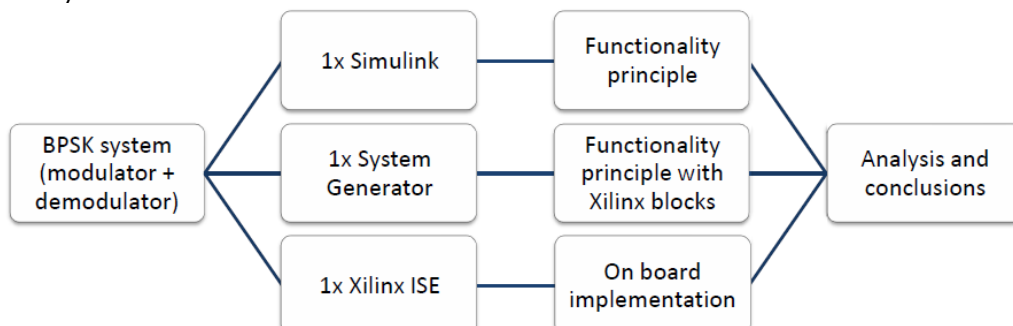 1x Simulink
Functionality
principle
BPSK system
(modulator +
demodulator)
1x System
Generator
Functionality
principle with
Xilinx blocks
Analysis and
conclusions
1x Xilinx ISE
On board
implementation